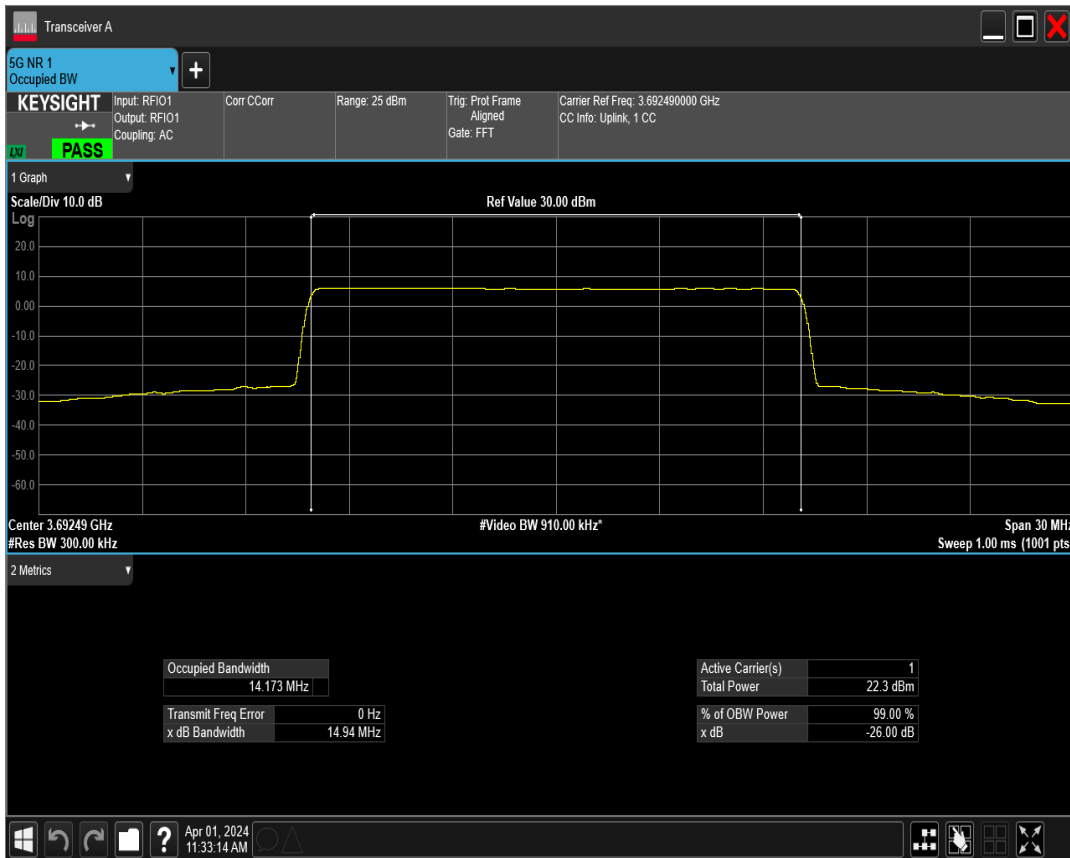 Transceiver A
5G NR 1
Occupied BW
+
KEYSIGHT
LXI
PASS
Input: RFIO1
Output: RFIO1
Coupling: AC
Corr CCorr
Range: 25 dBm
Trig: Prot Frame
Aligned
Gate: FFT
Carrier Ref Freq: 3.692490000 GHz
CC Info: Uplink, 1 CC
1 Graph
Scale/Div 10.0 dB
Ref Value 30.00 dBm
Log
20.0
10.0
0.00
-10.0
-20.0
-30.0
-40.0
-50.0
-60.0
Center 3.69249 GHz
#Video BW 910.00 kHz*
Span 30 MHz
#Res BW 300.00 kHz
Sweep 1.00 ms (1001 pts
2 Metrics
Occupied Bandwidth
14.173 MHz
Transmit Freq Error 0 Hz
x dB Bandwidth 14.94 MHz
Active Carrier(s) 1
Total Power 22.3 dBm
% of OBW Power 99.00 %
x dB -26.00 dB
?
Apr 01, 2024
11:33:14 AM